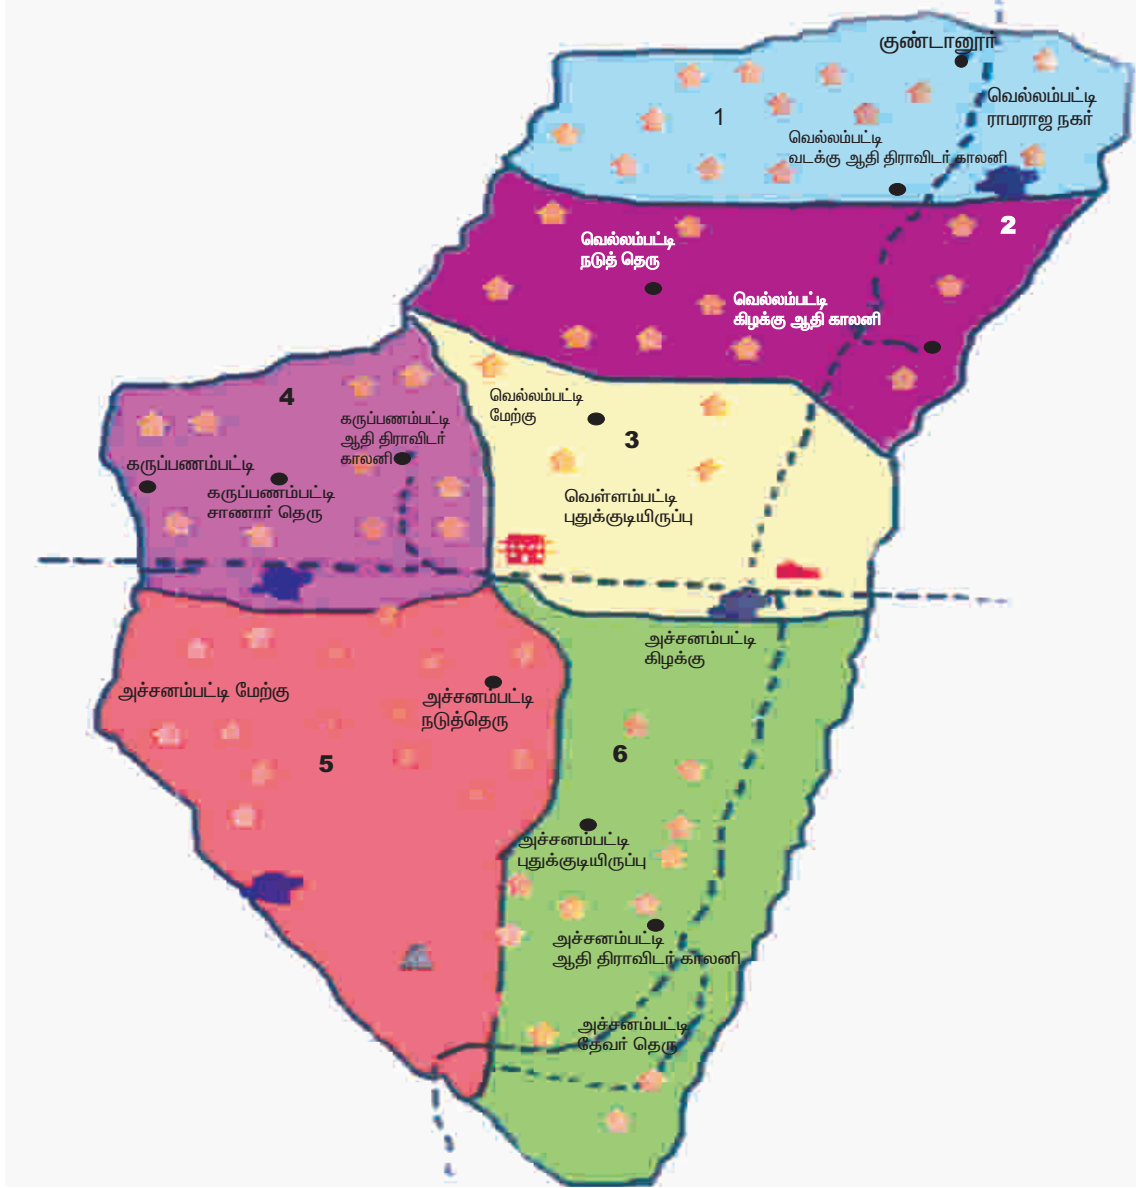 குண்டானூர்
வெல்லம்பட்டி
ராமராஜ நகர்
1
வெல்லம்பட்டி
வடக்கு ஆதி திராவிடர் காலனி
2
வெல்லம்பட்டி
நடுத் தெரு
வெல்லம்பட்டி
கிழக்கு ஆதி காலனி
4
வெல்லம்பட்டி
மேற்கு
3
கருப்பணம்பட்டி
ஆதி திராவிடர்
காலனி
கருப்பணம்பட்டி
கருப்பணம்பட்டி
சாணார் தெரு
வெள்ளம்பட்டி
புதுக்குடியிருப்பு
அச்சனம்பட்டி
கிழக்கு
அச்சனம்பட்டி மேற்கு
அச்சனம்பட்டி
நடுத்தெரு
5
6
அச்சனம்பட்டி
புதுக்குடியிருப்பு
அச்சனம்பட்டி
ஆதி திராவிடர் காலனி
அச்சனம்பட்டி
தேவர் தெரு